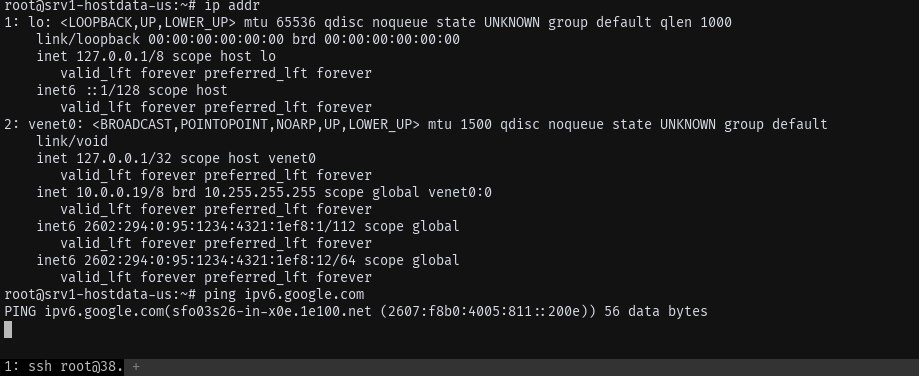 root@srv1-hostdata-us:~# ip addr
1: lo: <LOOPBACK,UP,LOWER_UP> mtu 65536 qdisc noqueue state UNKNOWN group default qlen 1000
link/loopback 00:00:00:00:00:00 brd 00:00:00:00:00:00
inet 127.0.0.1/8 scope host lo
valid_lft forever preferred_lft forever
inet6 ::1/128 scope host
valid_lft forever preferred_lft forever
2: venet0: <BROADCAST,POINTOPOINT,NOARP,UP,LOWER_UP> mtu 1500 qdisc noqueue state UNKNOWN group default
link/void
inet 127.0.0.1/32 scope host venet0
valid_lft forever preferred_lft forever
inet 10.0.0.19/8 brd 10.255.255.255 scope global venet0:0
valid_lft forever preferred_lft forever
inet6 2602:294:0:95:1234:4321:1ef8:1/112 scope global
valid_lft forever preferred_lft forever
inet6 2602:294:0:95:1234:4321:1ef8:12/64 scope global
valid_lft forever preferred_lft forever
root@srv1-hostdata-us:~# ping ipv6.google.com
PING ipv6.google.com(sfo03s26-in-x0e.1e100.net (2607:f8b0:4005:811::200e)) 56 data bytes
1: ssh root@38. +